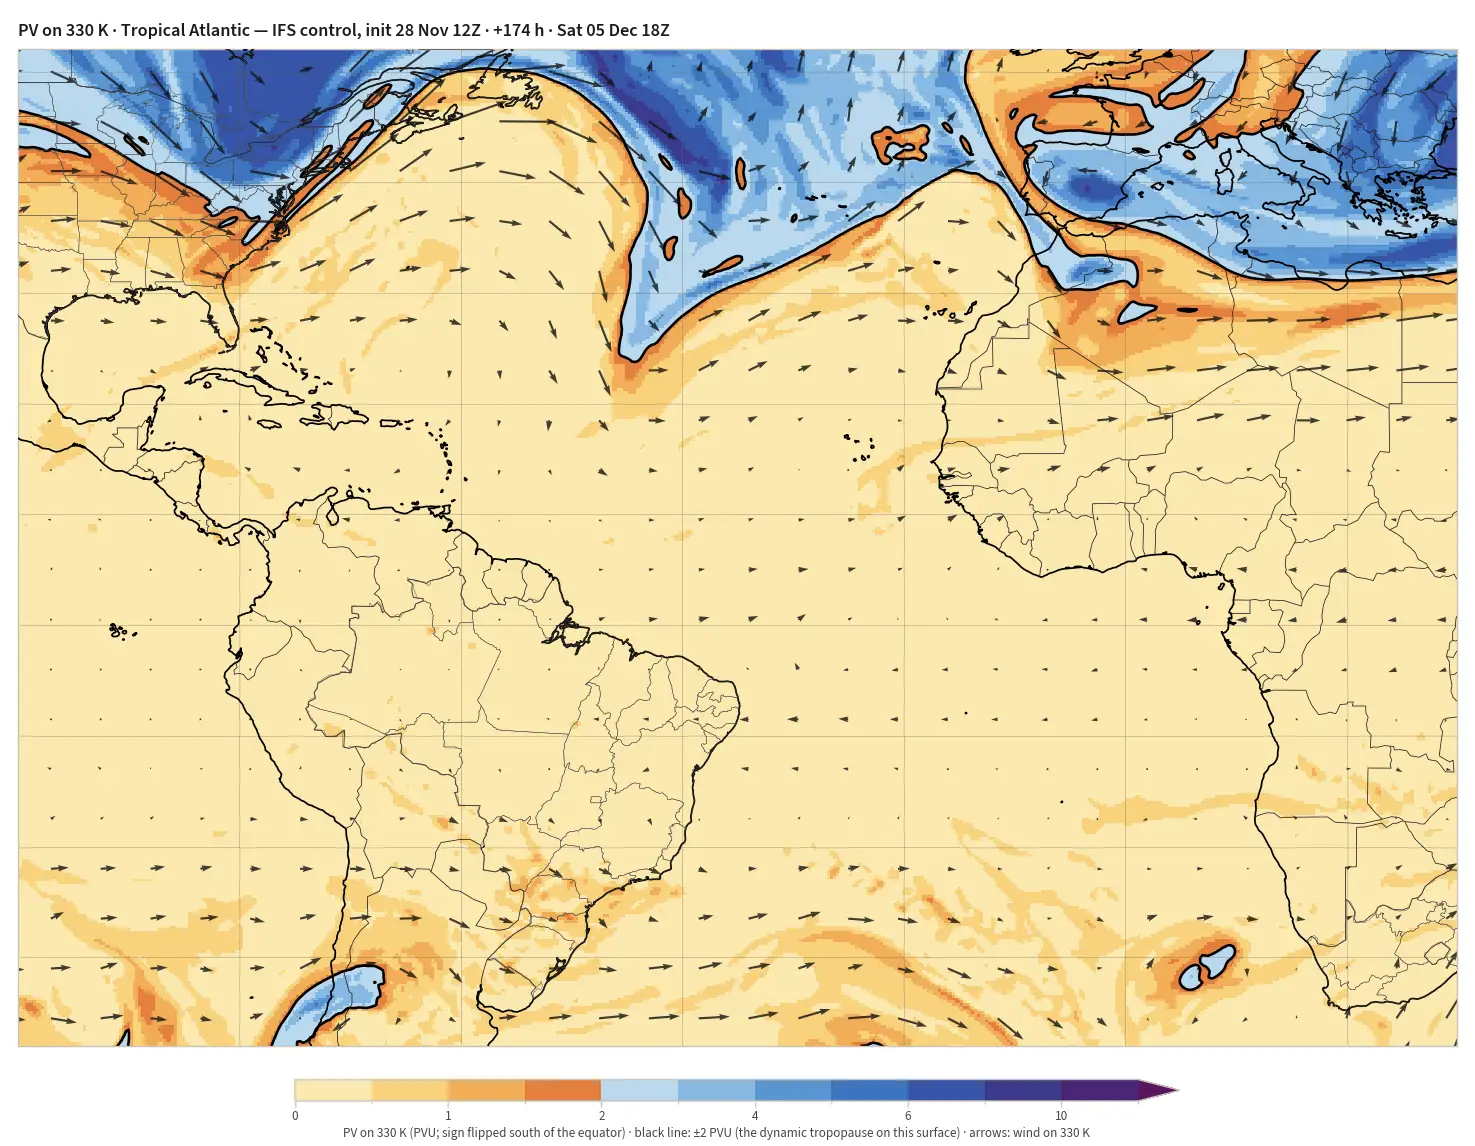 PV on 330 K · Tropical Atlantic — IFS control, init 28 Nov 12Z · +174 h · Sat 05 Dec 18Z
0 1 2 4 6 10
PV on 330 K (PVU; sign flipped south of the equator) · black line: ±2 PVU (the dynamic tropopause on this surface) · arrows: wind on 330 K